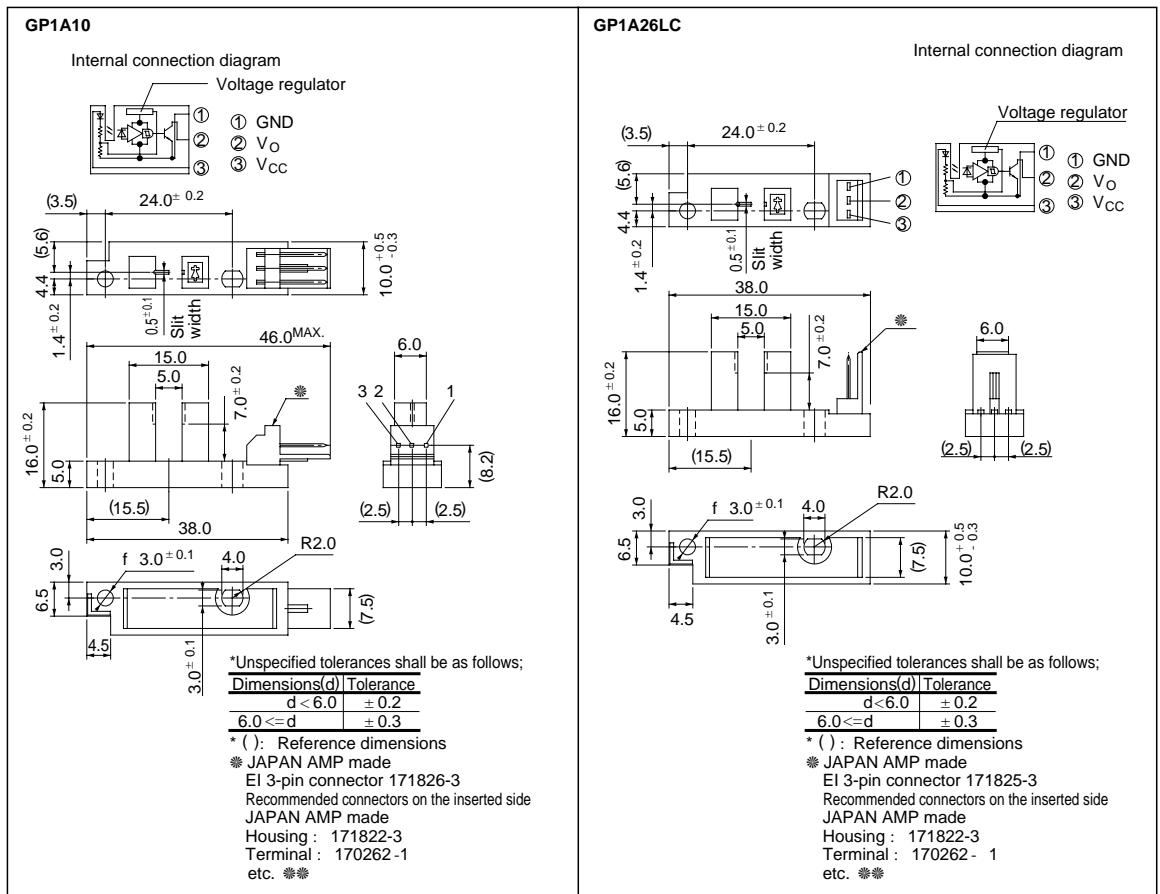 GP1A10
Internal connection diagram
Voltage regulator
① ① GND
② ② VO
③ ③ VCC
(3.5) 24.0± 0.2
(5.6)
4.4
1.4± 0.2
0.5±0.1
Slit
width
10.0 +0.5 -0.3
46.0MAX.
15.0
5.0
7.0± 0.2
16.0± 0.2
5.0
❋
6.0
3 2 1
(8.2)
(15.5)
(2.5) (2.5)
38.0
3.0
f 3.0± 0.1
4.0
R2.0
6.5
4.5
3.0± 0.1
(7.5)
*Unspecified tolerances shall be as follows;
Dimensions(d) Tolerance
d<6.0 ± 0.2
6.0<=d ± 0.3
* ( ): Reference dimensions
❋ JAPAN AMP made
EI 3-pin connector 171826-3
Recommended connectors on the inserted side
JAPAN AMP made
Housing : 171822-3
Terminal : 170262-1
etc. ❋❋
GP1A26LC
Internal connection diagram
Voltage regulator
① ① GND
② ② VO
③ ③ VCC
(3.5) 24.0± 0.2
(5.6)
4.4
1.4± 0.2
①
②
③
0.5±0.1
Slit
width
38.0
15.0
5.0
7.0± 0.2
❋
6.0
16.0± 0.2
5.0
(15.5)
(2.5) (2.5)
3.0
f 3.0± 0.1
4.0
R2.0
6.5
4.5
3.0± 0.1
(7.5)
10.0 + 0.5 - 0.3
*Unspecified tolerances shall be as follows;
Dimensions(d) Tolerance
d<6.0 ± 0.2
6.0<=d ± 0.3
* ( ) : Reference dimensions
❋ JAPAN AMP made
EI 3-pin connector 171825-3
Recommended connectors on the inserted side
JAPAN AMP made
Housing : 171822-3
Terminal : 170262 - 1
etc. ❋❋